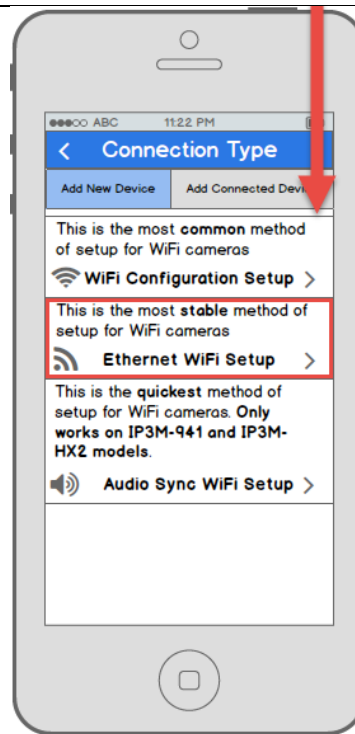 ABC 11:22 PM
Connection Type
Add New Device Add Connected
This is the most common method
of setup for WiFi cameras
WiFi Configuration Setup
This is the most stable method of
setup for WiFi cameras
Ethernet WiFi Setup
This is the quickest method of
setup for WiFi cameras. Only
works on IP3M-941 and IP3M-
HX2 models.
Audio Sync WiFi Setup